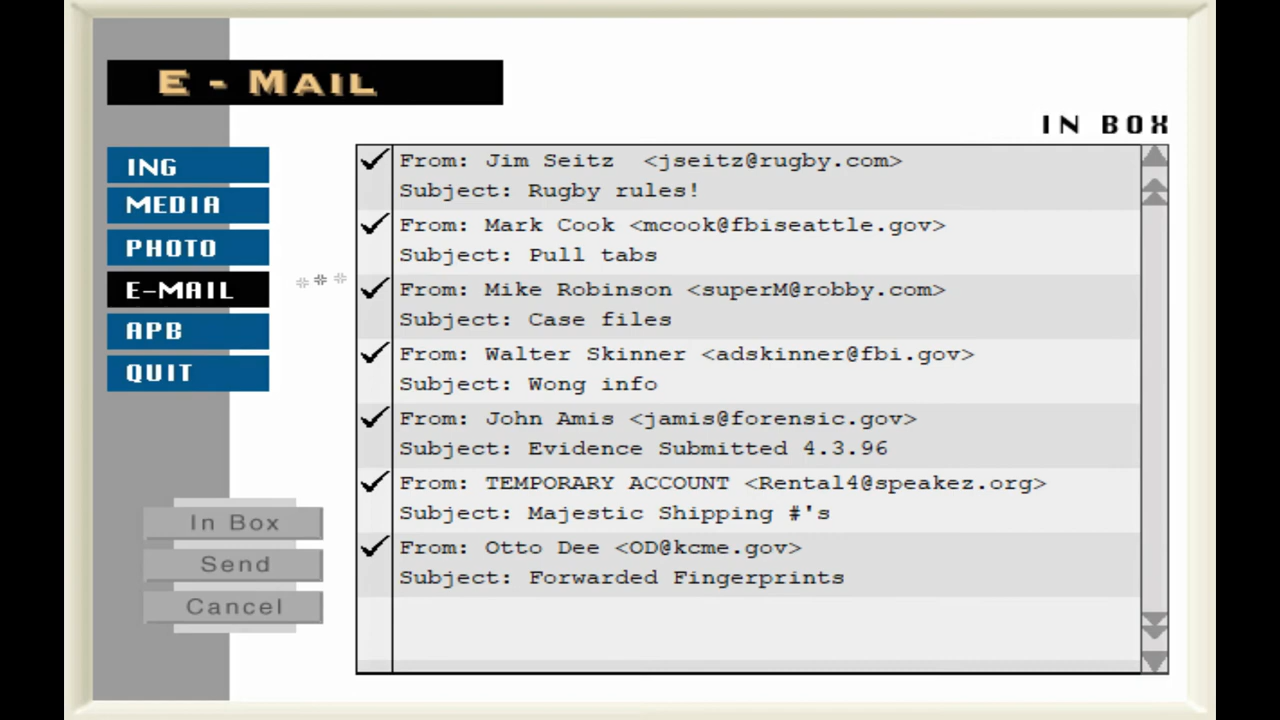 E - MAIL
IN BOX
ING
MEDIA
PHOTO
E-MAIL
APB
QUIT
In Box
Send
Cancel
From: Jim Seitz <jseitz@rugby.com>
Subject: Rugby rules!
From: Mark Cook <mcook@fbiseattle.gov>
Subject: Pull tabs
From: Mike Robinson <superM@robby.com>
Subject: Case files
From: Walter Skinner <adskinner@fbi.gov>
Subject: Wong info
From: John Amis <jamis@forensic.gov>
Subject: Evidence Submitted 4.3.96
From: TEMPORARY ACCOUNT <Rental4@speakez.org>
Subject: Majestic Shipping #'s
From: Otto Dee <OD@kcme.gov>
Subject: Forwarded Fingerprints